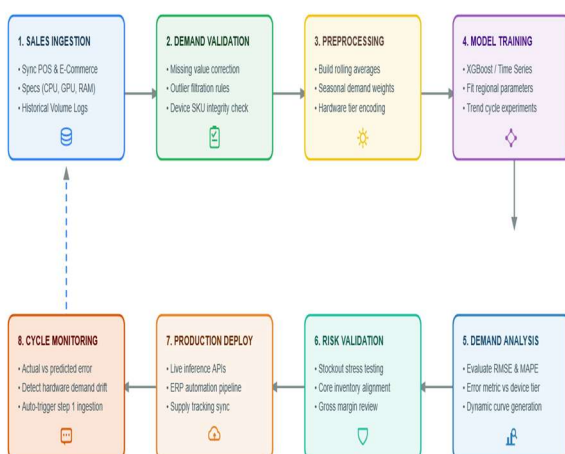 1. SALES INGESTION
• Sync POS & E-Commerce
• Specs (CPU, GPU, RAM)
• Historical Volume Logs
2. DEMAND VALIDATION
• Missing value correction
• Outlier filtration rules
• Device SKU integrity check
3. PREPROCESSING
• Build rolling averages
• Seasonal demand weights
• Hardware tier encoding
4. MODEL TRAINING
• XGBoost / Time Series
• Fit regional parameters
• Trend cycle experiments
8. CYCLE MONITORING
• Actual vs predicted error
• Detect hardware demand drift
• Auto-trigger step 1 ingestion
7. PRODUCTION DEPLOY
• Live inference APIs
• ERP automation pipeline
• Supply tracking sync
6. RISK VALIDATION
• Stockout stress testing
• Core inventory alignment
• Gross margin review
5. DEMAND ANALYSIS
• Evaluate RMSE & MAPE
• Error metric vs device tier
• Dynamic curve generation